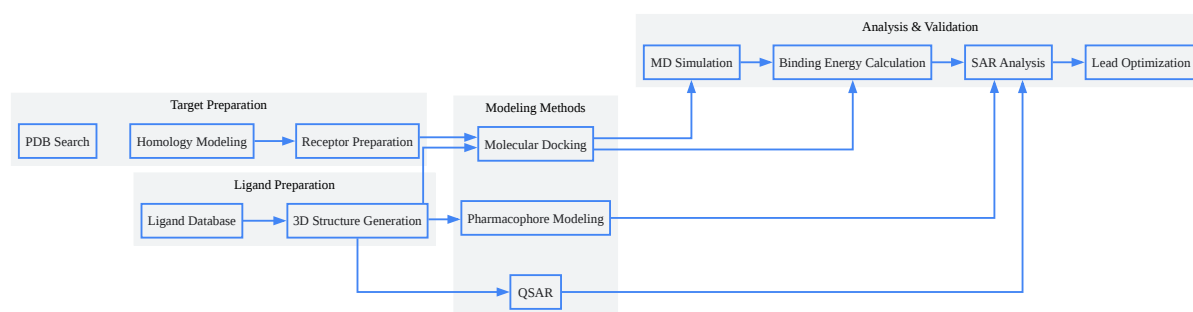 Analysis & Validation
MD Simulation
Binding Energy Calculation
SAR Analysis
Lead Optimization
Target Preparation
PDB Search
Homology Modeling
Receptor Preparation
Modeling Methods
Molecular Docking
Ligand Preparation
Ligand Database
3D Structure Generation
Pharmacophore Modeling
QSAR